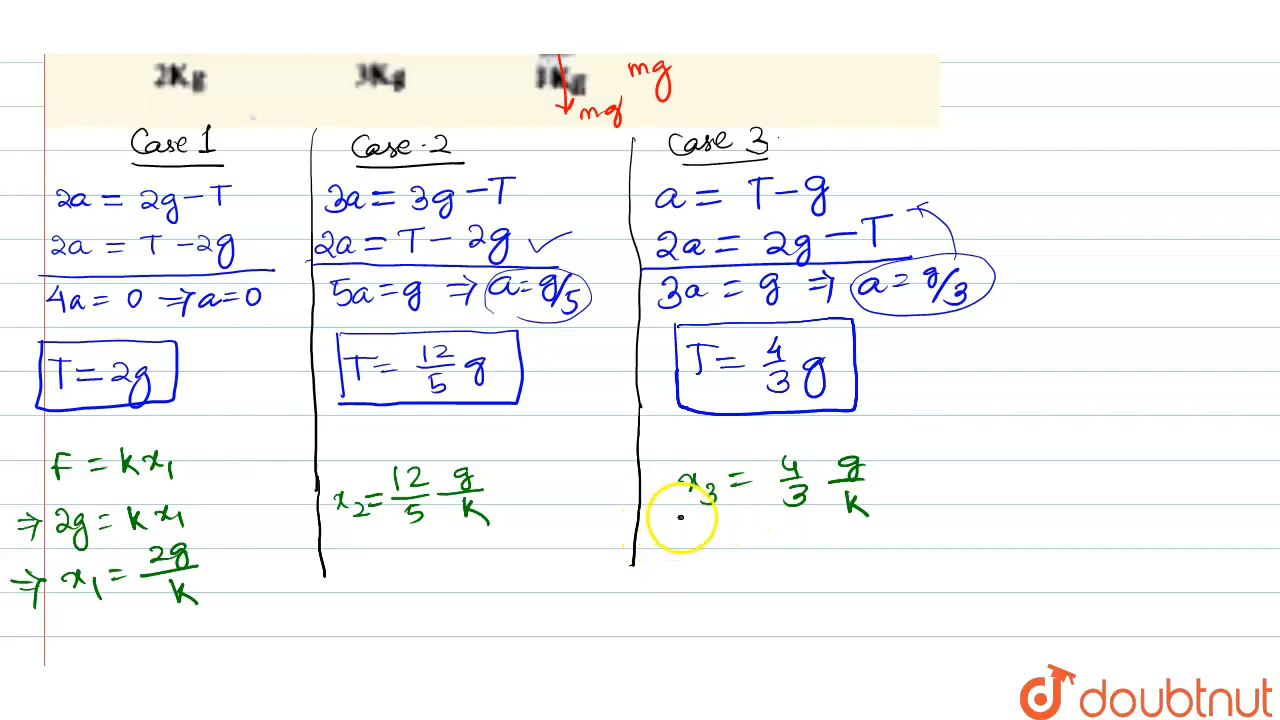 2Kg 3Kg 1Kg mg
mg
Case 1
2a = 2g - T
2a = T - 2g
4a = 0 ⇒ a = 0
T = 2g
F = kx₁
⇒ 2g = kx₁
⇒ x₁ = 2g/k
Case - 2
3a = 3g - T
2a = T - 2g ✓
5a = g ⇒ a = g/5
T = 12/5 g
x₂ = 12/5 g/k
Case 3
a = T - g
2a = 2g - T
3a = g ⇒ a = g/3
T = 4/3 g
x₃ = 4/3 g/k
doubtnut